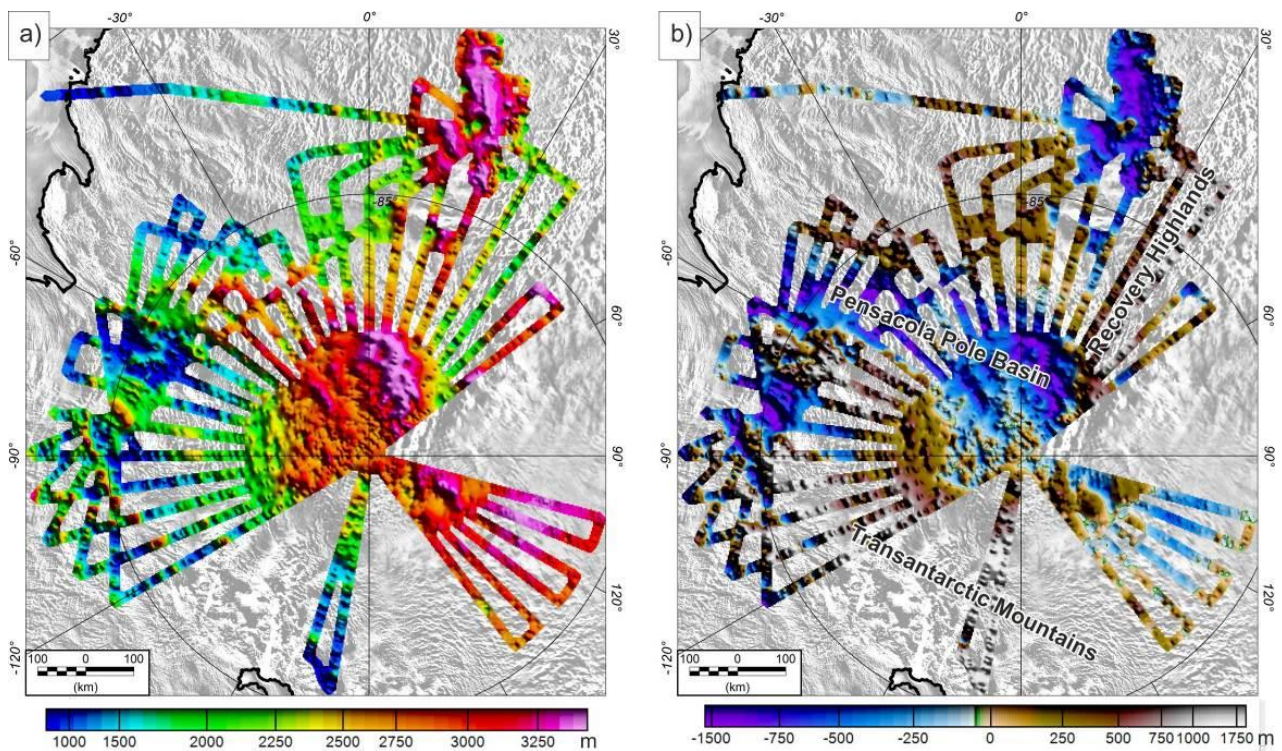 a)
-30°
0°
30°
-85°
-60°
60°
-90°
90°
-120°
120°
100 0 100
(km)
1000 1500 2000 2250 2500 2750 3000 3250 m
b)
-30°
0°
30°
-85°
-60°
60°
Recovery Highlands
Pensacola Pole Basin
-90°
90°
Transantarctic Mountains
-120°
120°
100 0 100
(km)
-1500 -750 -500 -250 0 250 500 750 1000 1750 m